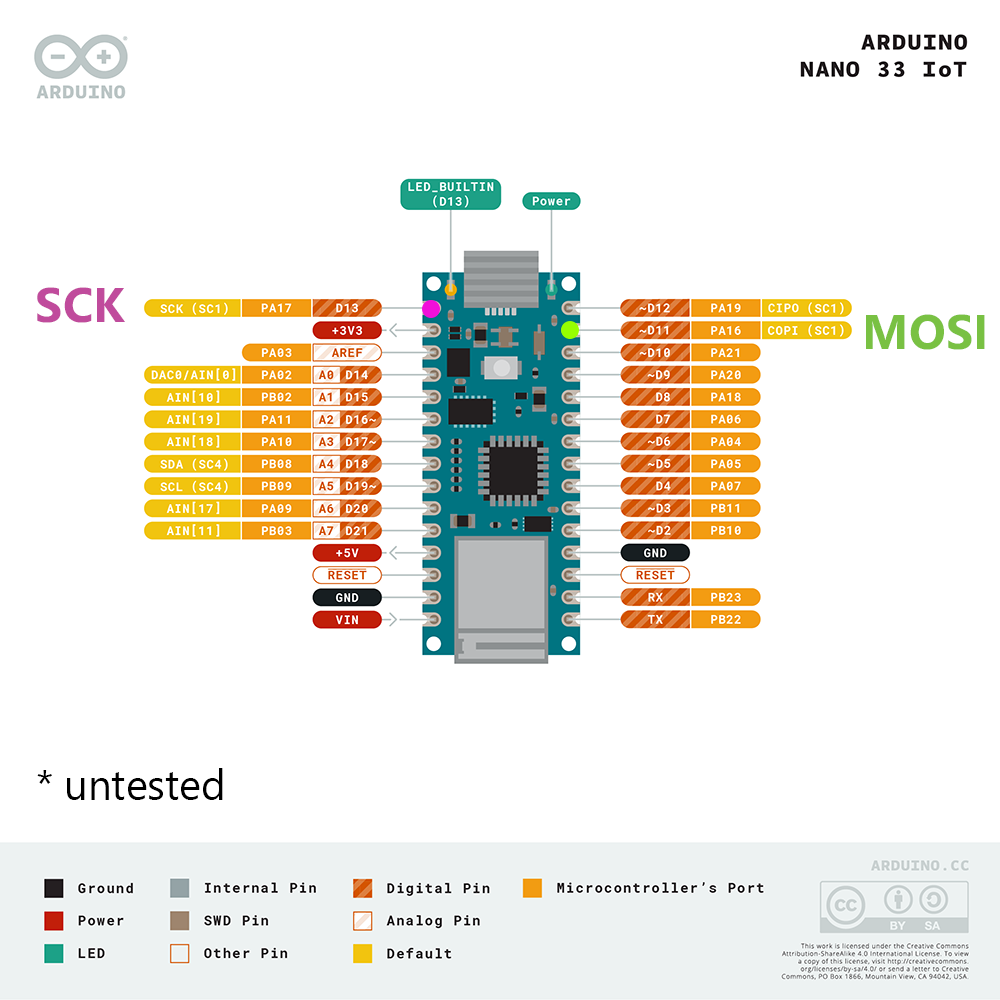 ARDUINO
ARDUINO
NANO 33 IoT
LED_BUILTIN
(D13)
Power
SCK
SCK (SC1) PA17 D13
+3V3
PA03 AREF
DAC0/AIN[0] PA02 A0 D14
AIN[10] PB02 A1 D15
AIN[19] PA11 A2 D16~
AIN[18] PA10 A3 D17~
SDA (SC4) PB08 A4 D18
SCL (SC4) PB09 A5 D19~
AIN[17] PA09 A6 D20
AIN[11] PB03 A7 D21
+5V
RESET
GND
VIN
~D12 PA19 CIPO (SC1)
~D11 PA16 COPI (SC1)
MOSI
~D10 PA21
~D9 PA20
D8 PA18
D7 PA06
~D6 PA04
~D5 PA05
D4 PA07
~D3 PB11
~D2 PB10
GND
RESET
RX PB23
TX PB22
* untested
Ground
Power
LED
Internal Pin
SWD Pin
Other Pin
Digital Pin
Analog Pin
Default
Microcontroller's Port
ARDUINO.CC
CC
BY SA
This work is licensed under the Creative Commons
Attribution-ShareAlike 4.0 International License. To view
a copy of this license, visit http://creativecommons.
org/licenses/by-sa/4.0/ or send a letter to Creative
Commons, PO Box 1866, Mountain View, CA 94042, USA.